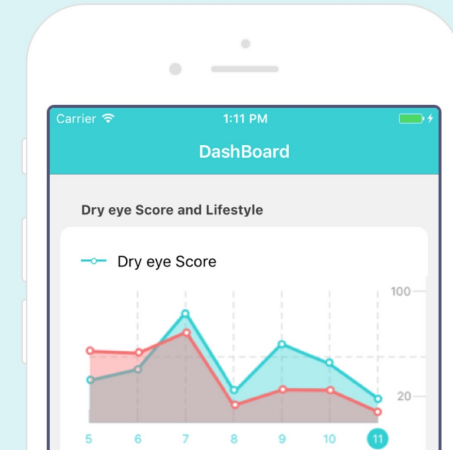 Carrier 1:11 PM
DashBoard
Dry eye Score and Lifestyle
Dry eye Score
100
20
5 6 7 8 9 10 11